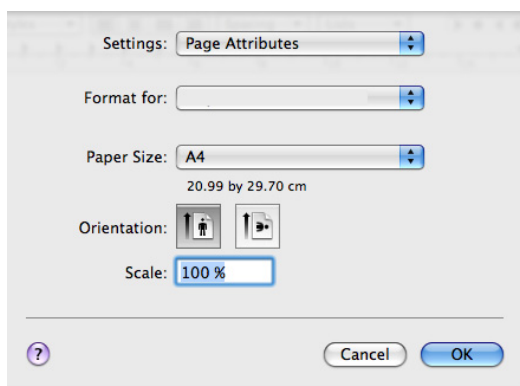 Settings: Page Attributes
Format for:
Paper Size: A4
20.99 by 29.70 cm
Orientation:
Scale: 100 %
?
Cancel OK